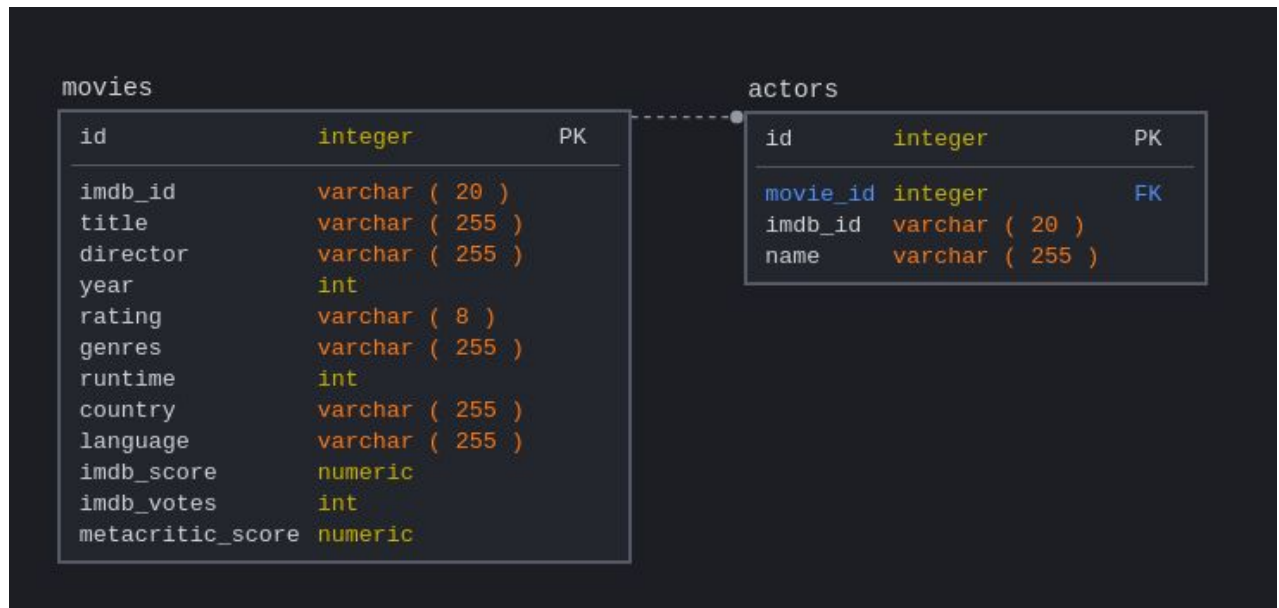 movies
id integer PK
imdb_id varchar ( 20 )
title varchar ( 255 )
director varchar ( 255 )
year int
rating varchar ( 8 )
genres varchar ( 255 )
runtime int
country varchar ( 255 )
language varchar ( 255 )
imdb_score numeric
imdb_votes int
metacritic_score numeric
actors
id integer PK
movie_id integer FK
imdb_id varchar ( 20 )
name varchar ( 255 )